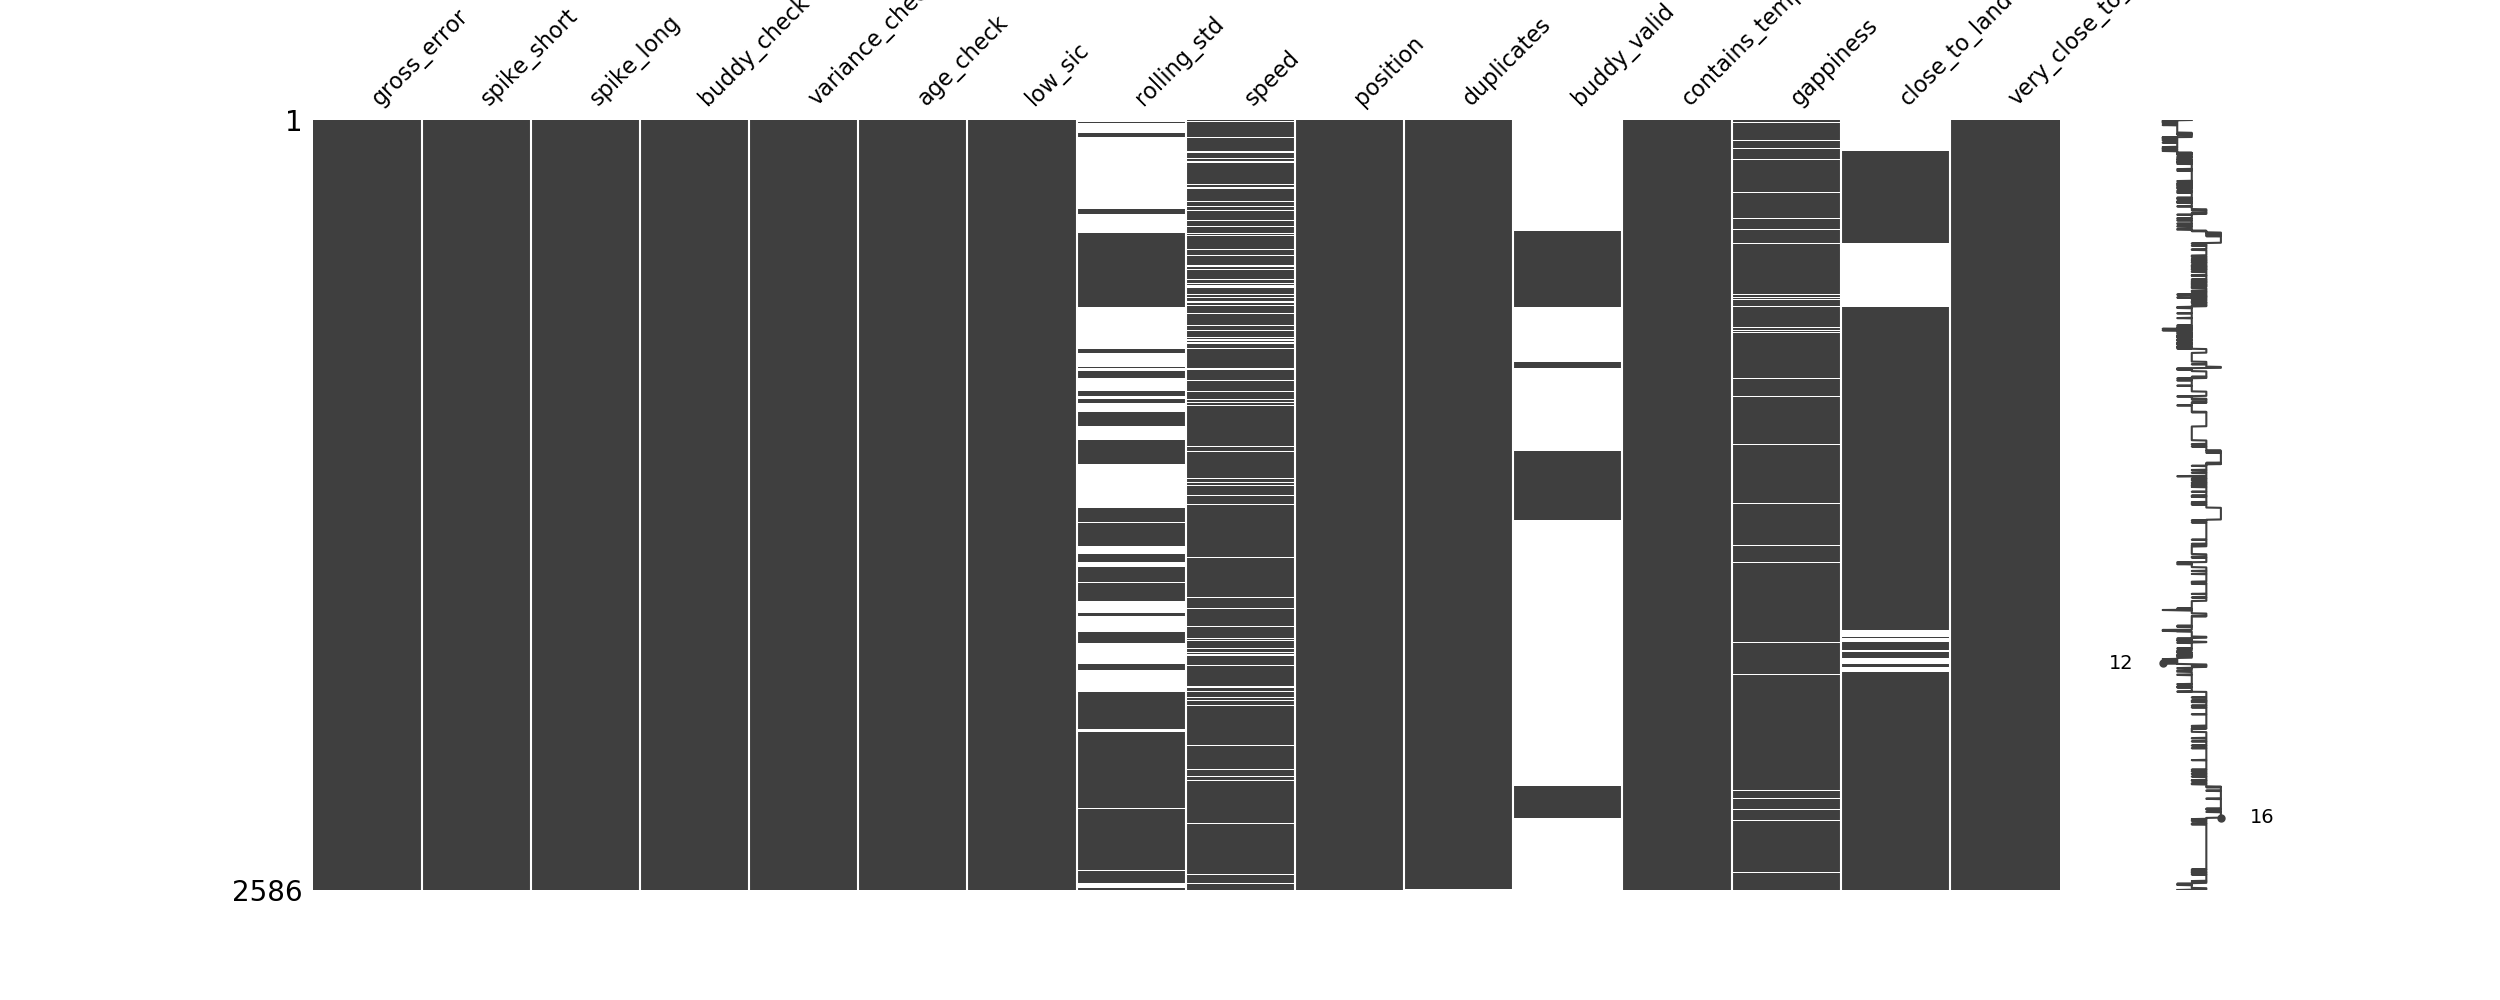 gross_error
spike_short
spike_long
buddy_check
variance_che
age_check
low_sic
rolling_std
speed
position
duplicates
buddy_valid
contains_temp
gappiness
close_to_land
very_close_to_
1
2586
12
16